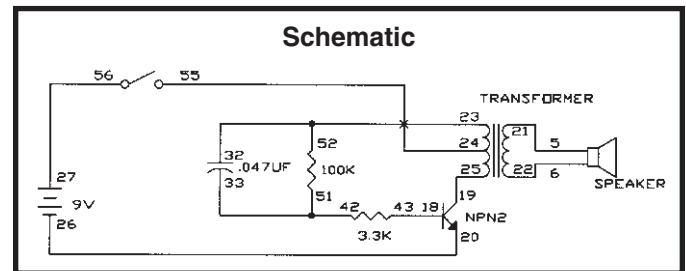 Schematic
56 55
TRANSFORMER
23 21
52
32 .047UF 24 5
100K
33 25 22 6
SPEAKER
27 51 19
42 43 18
9V NPN2
26 3.3K 20